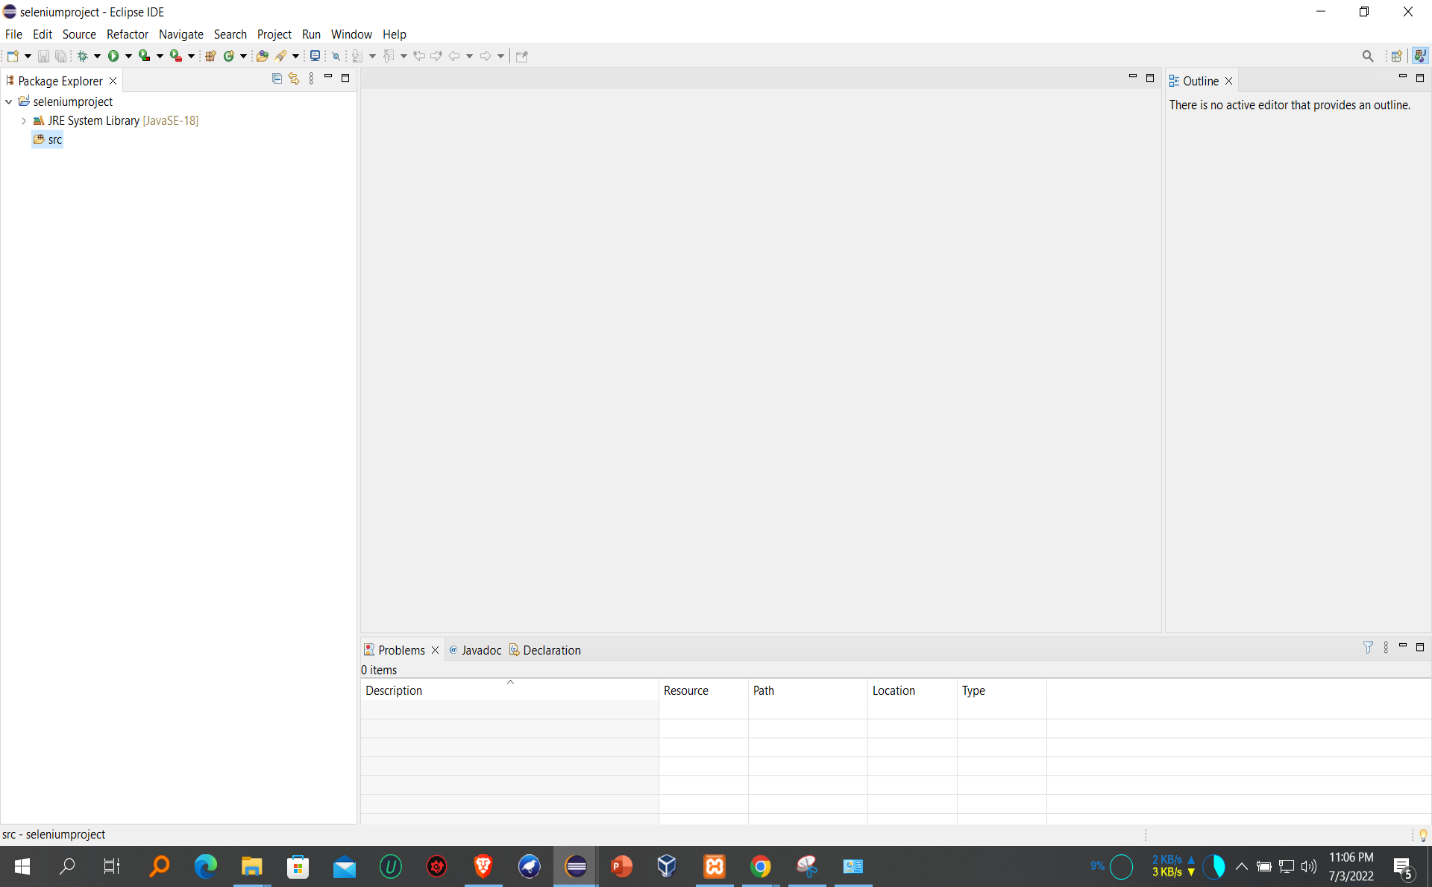 seleniumproject - Eclipse IDE
File Edit Source Refactor Navigate Search Project Run Window Help
Package Explorer
seleniumproject
JRE System Library [JavaSE-18]
src
Outline
There is no active editor that provides an outline.
Problems Javadoc Declaration
0 items
Description Resource Path Location Type
src - seleniumproject
9%
2 KB/s
3 KB/s
11:06 PM
7/3/2022
5